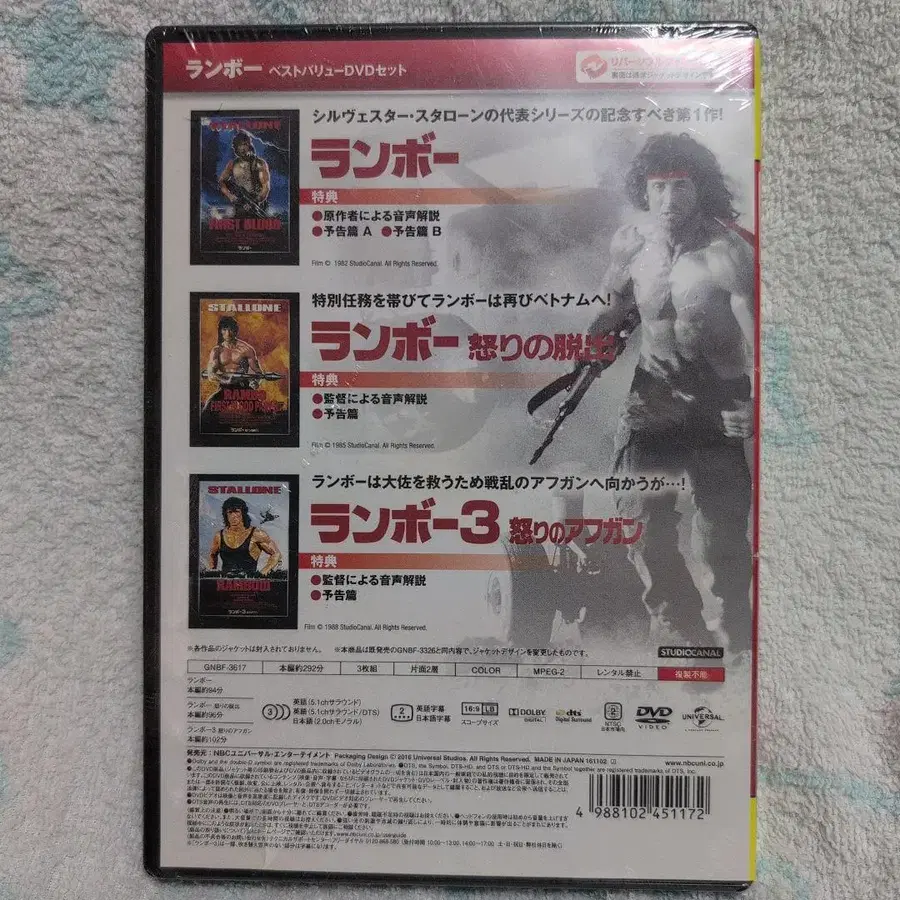 ランボー ベストバリューDVDセット
シルヴェスター・スタローンの代表シリーズの記念すべき第1作!
STALLONE
FIRST BLOOD
ランボー
ランボー
特典
原作者による音声解説
予告篇 A 予告篇 B
Film © 1982 StudioCanal. All Rights Reserved.
特別任務を帯びてランボーは再びベトナムへ!
STALLONE
RAMBO
ランボー 怒りの脱出
特典
監督による音声解説
予告篇
Film © 1985 StudioCanal. All Rights Reserved.
ランボーは大佐を救うため戦乱のアフガンへ向かうが…!
STALLONE
RAMBOIII
ランボー3 怒りのアフガン
特典
監督による音声解説
予告篇
Film © 1988 StudioCanal. All Rights Reserved.
※各作品のジャケットは封入されておりません。 ※本商品は既発売のGNBF-3326と同内容で、ジャケットデザインを変更したものです。
STUDIOCANAL
GNBF-3617 本編約292分 3枚組 片面2層 COLOR MPEG-2 レンタル禁止 複製不能
ランボー
本編約94分
ランボー 怒りの脱出
本編約96分
ランボー3 怒りのアフガン
本編約102分
3 英語(5.1chサラウンド)
英語(5.1chサラウンド/DTS)
日本語(2.0chモノラル)
2 英語字幕
日本語字幕
16:9 LB
スコープサイズ
DOLBY DIGITAL
dts Digital Surround
2 NTSC 日本市場向
DVD VIDEO
UNIVERSAL
発売元:NBCユニバーサル・エンターテイメント Packaging Design © 2016 Universal Studios. All Rights Reserved. MADE IN JAPAN 161102
www.nbcuni.co.jp
4 988102 451172